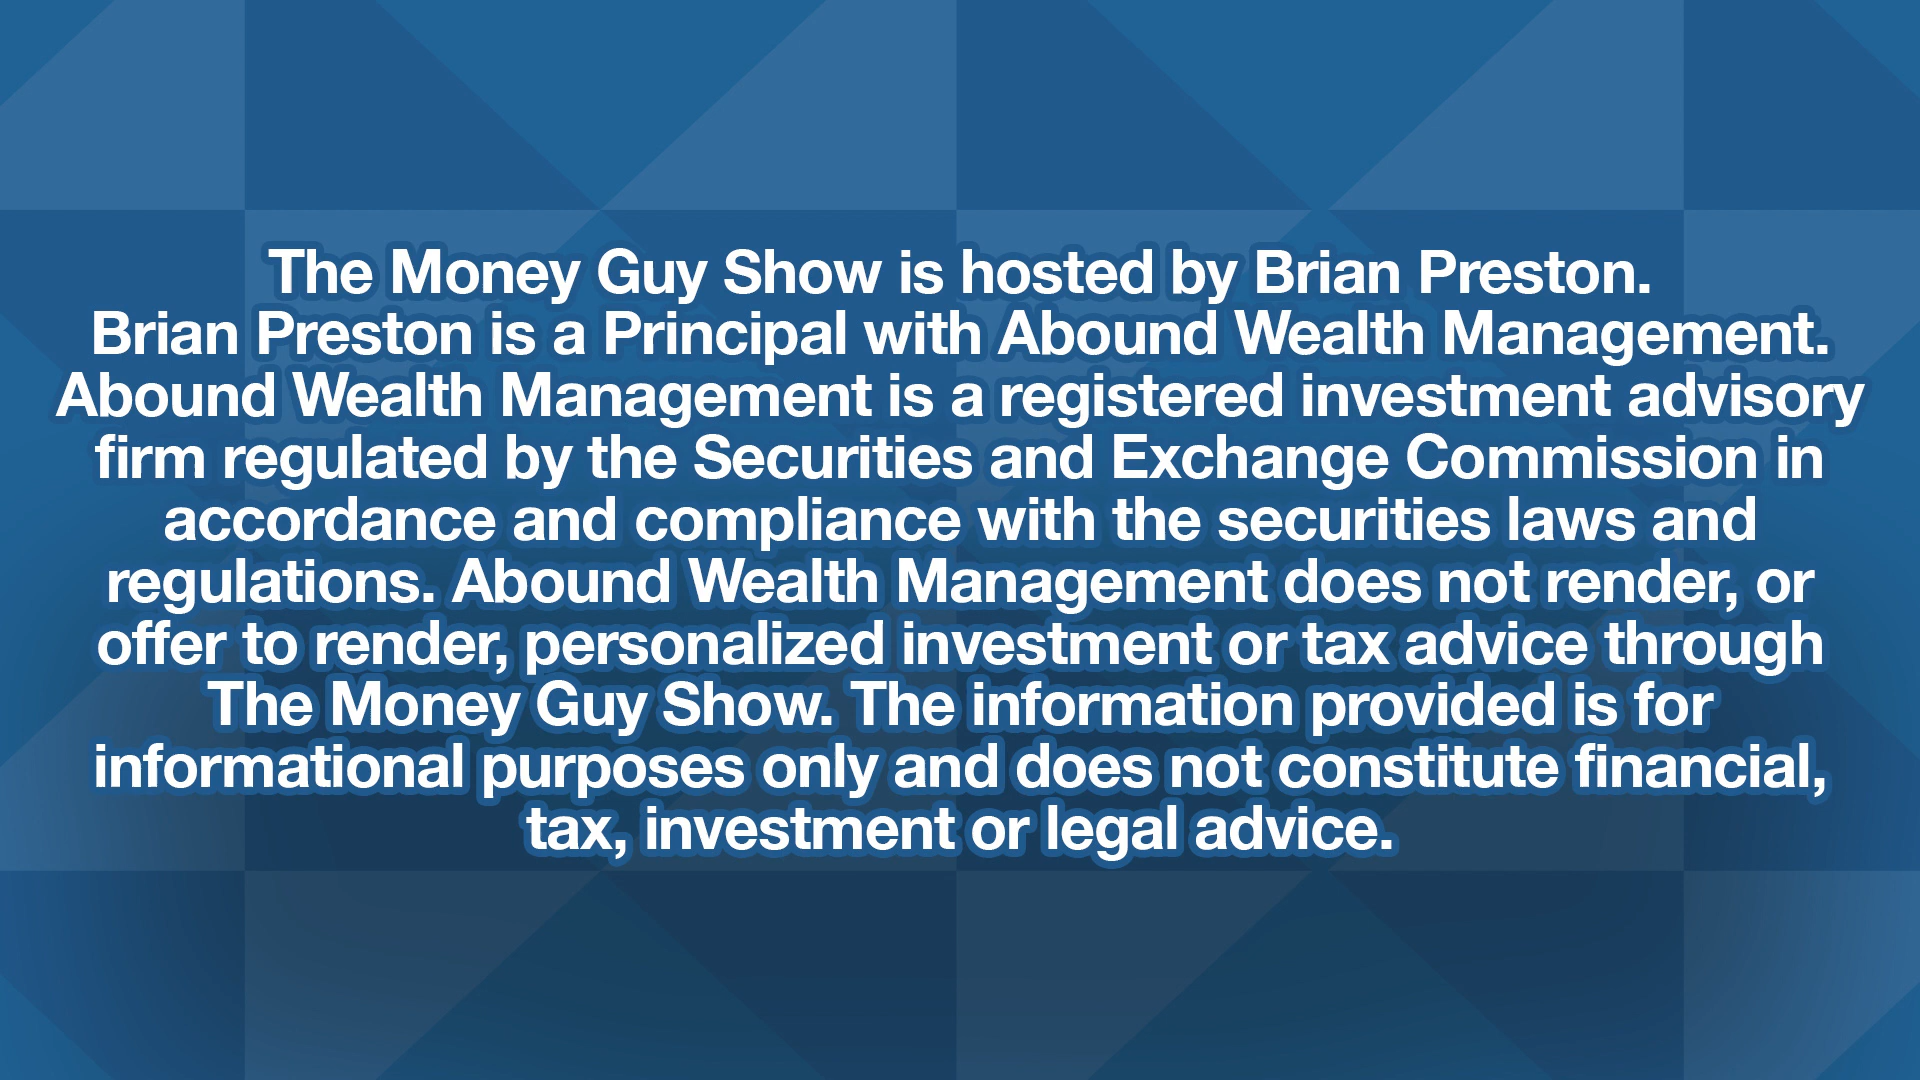 The Money Guy Show is hosted by Brian Preston.
Brian Preston is a Principal with Abound Wealth Management.
Abound Wealth Management is a registered investment advisory
firm regulated by the Securities and Exchange Commission in
accordance and compliance with the securities laws and
regulations. Abound Wealth Management does not render, or
offer to render, personalized investment or tax advice through
The Money Guy Show. The information provided is for
informational purposes only and does not constitute financial,
tax, investment or legal advice.